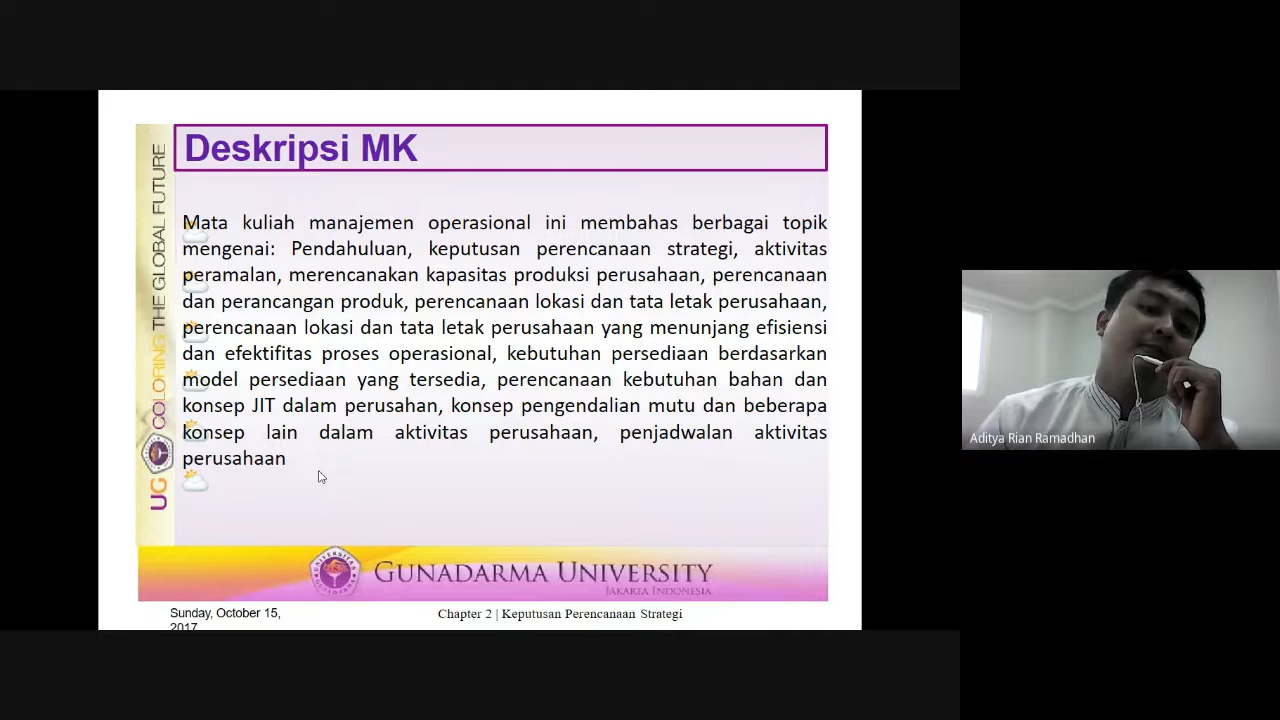 Deskripsi MK
Mata kuliah manajemen operasional ini membahas berbagai topik
mengenai: Pendahuluan, keputusan perencanaan strategi, aktivitas
peramalan, merencanakan kapasitas produksi perusahaan, perencanaan
dan perancangan produk, perencanaan lokasi dan tata letak perusahaan,
perencanaan lokasi dan tata letak perusahaan yang menunjang efisiensi
dan efektifitas proses operasional, kebutuhan persediaan berdasarkan
model persediaan yang tersedia, perencanaan kebutuhan bahan dan
konsep JIT dalam perusahan, konsep pengendalian mutu dan beberapa
konsep lain dalam aktivitas perusahaan, penjadwalan aktivitas
perusahaan
UG COLORING THE GLOBAL FUTURE
GUNADARMA UNIVERSITY
JAKARTA INDONESIA
Sunday, October 15,
2017
Chapter 2 | Keputusan Perencanaan Strategi
Aditya Rian Ramadhan